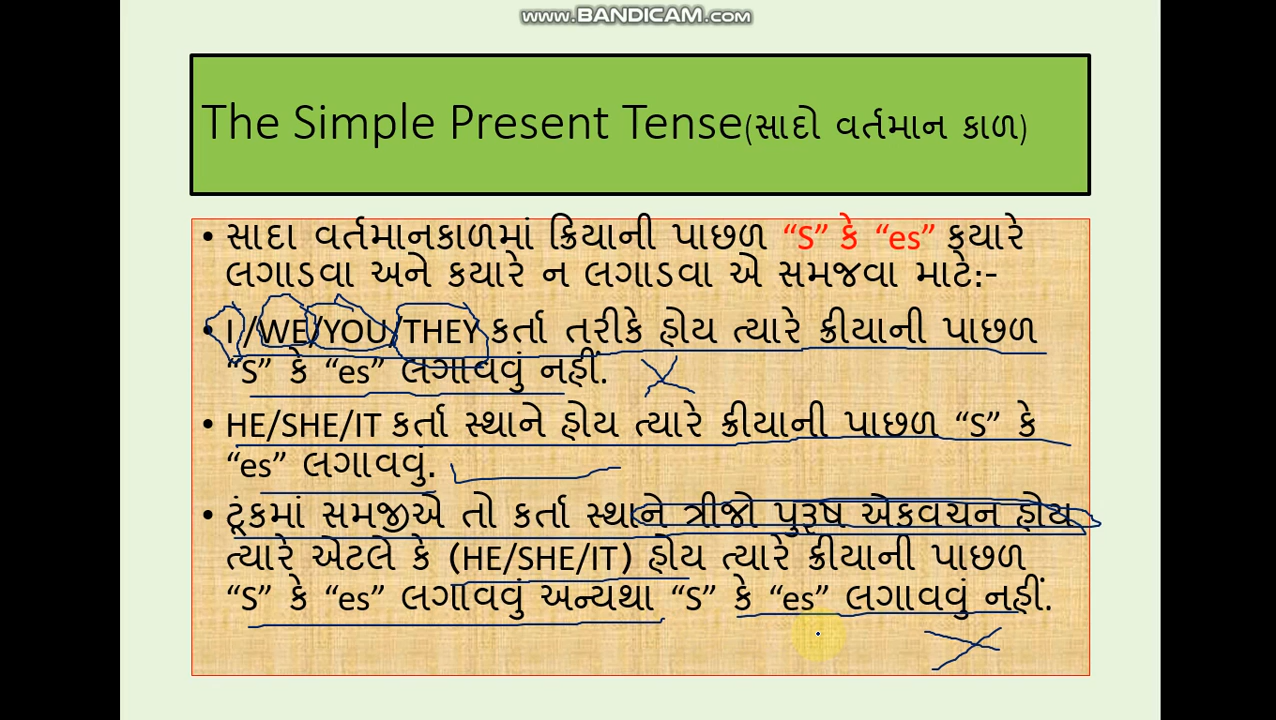 www.BANDICAM.com
The Simple Present Tense(સાદો વર્તમાન કાળ)
• સાદા વર્તમાનકાળમાં ક્રિયાની પાછળ “S” કે “es” કયારે
લગાડવા અને કયારે ન લગાડવા એ સમજવા માટે:-
• I /WE/YOU/THEY કર્તા તરીકે હોય ત્યારે ક્રીયાની પાછળ
“S” કે “es” લગાવવું નહીં.
• HE/SHE/IT કર્તા સ્થાને હોય ત્યારે ક્રીયાની પાછળ “S” કે
“es” લગાવવું.
• ટૂંકમાં સમજીએ તો કર્તા સ્થાને ત્રીજો પુરૂષ એકવચન હોય
ત્યારે એટલે કે (HE/SHE/IT) હોય ત્યારે ક્રીયાની પાછળ
“S” કે “es” લગાવવું અન્યથા “S” કે “es” લગાવવું નહીં.